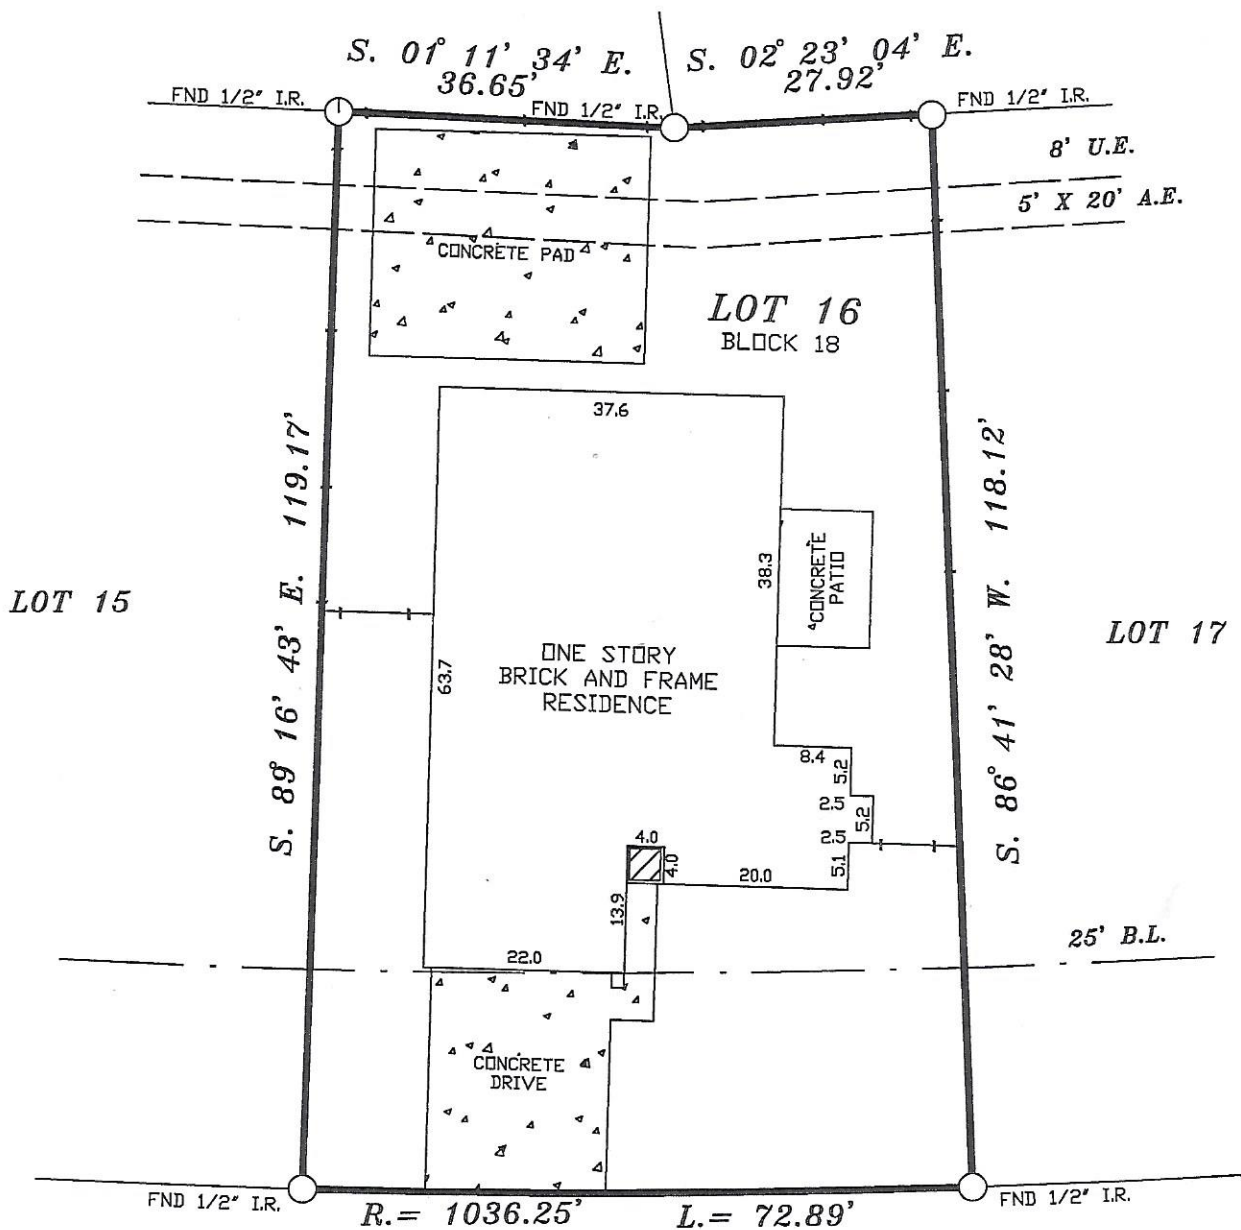 S. 01° 11' 34' E.
36.65'
S. 02° 23' 04' E.
27.92'
FND 1/2" I.R.
FND 1/2" I.R.
FND 1/2" I.R.
8' U.E.
5' X 20' A.E.
CONCRETE PAD
LOT 16
BLOCK 18
37.6
S. 89° 16' 43' E. 119.17'
S. 86° 41' 28' W. 118.12'
38.3
CONCRETE
PATIO
LOT 15
LOT 17
63.7
ONE STORY
BRICK AND FRAME
RESIDENCE
8.4
5.2
2.5
5.2
2.5
5.1
4.0
4.0
20.0
13.9
22.0
25' B.L.
CONCRETE
DRIVE
FND 1/2" I.R.
R.= 1036.25'
L.= 72.89'
FND 1/2" I.R.